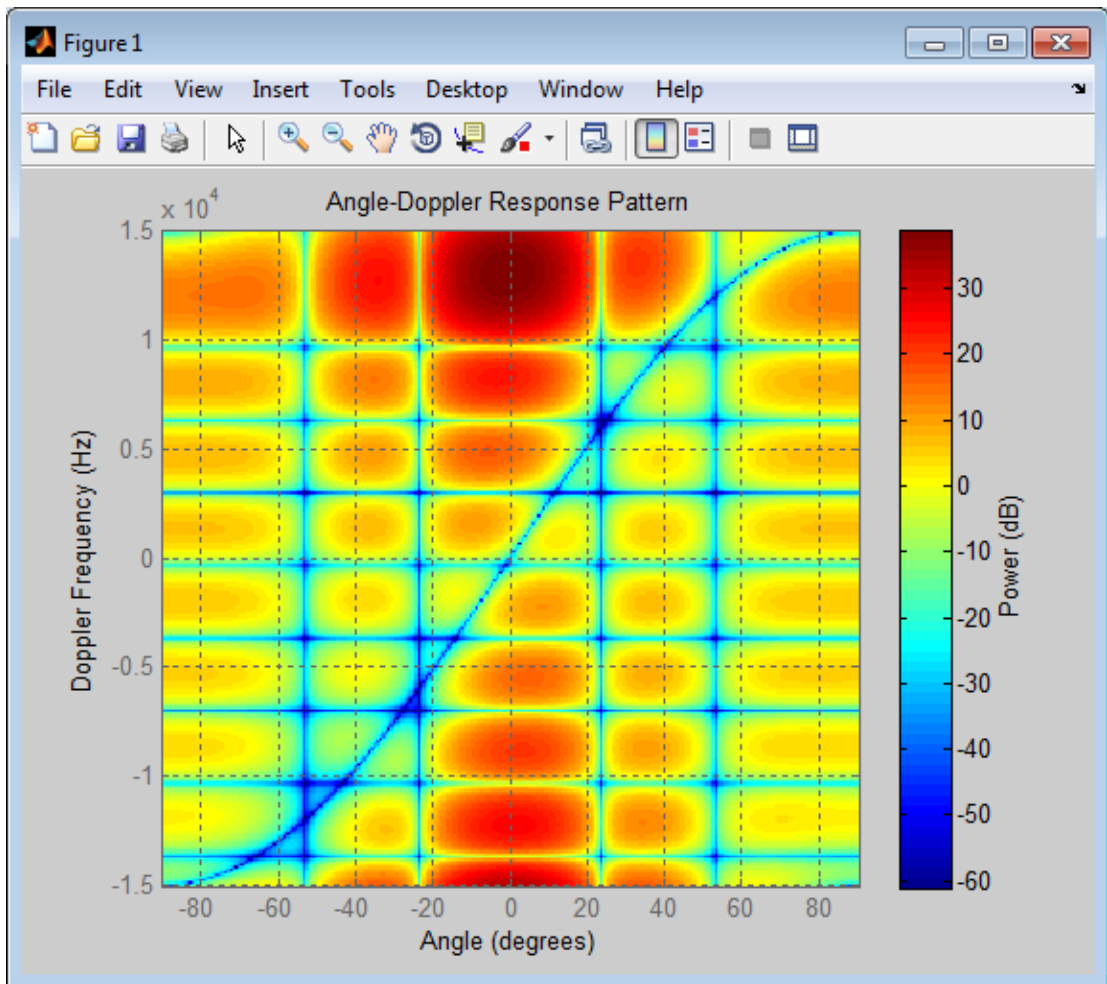 Figure 1
File Edit View Insert Tools Desktop Window Help
x 10^4
Angle-Doppler Response Pattern
1.5
1
0.5
0
-0.5
-1
-1.5
Doppler Frequency (Hz)
-80 -60 -40 -20 0 20 40 60 80
Angle (degrees)
30
20
10
0
-10
-20
-30
-40
-50
-60
Power (dB)